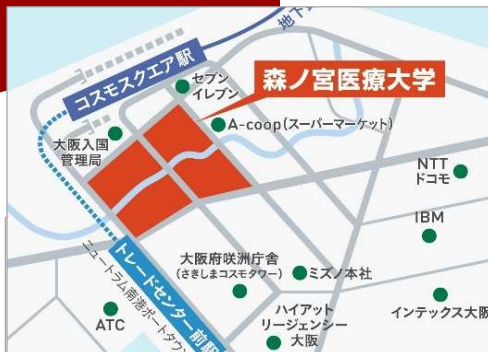 地下
コスモスクエア駅
セブン
イレブン
森ノ宮医療大学
A-coop(スーパーマーケット)
大阪入国
管理局
NTT
ドコモ
IBM
大阪府咲洲庁舎
(さきしまコスモタワー)
ミズノ本社
トレードセンター前駅
ニュートラム南港ポートタウン
ATC
ハイアット
リージェンシー
大阪
インテックス大阪